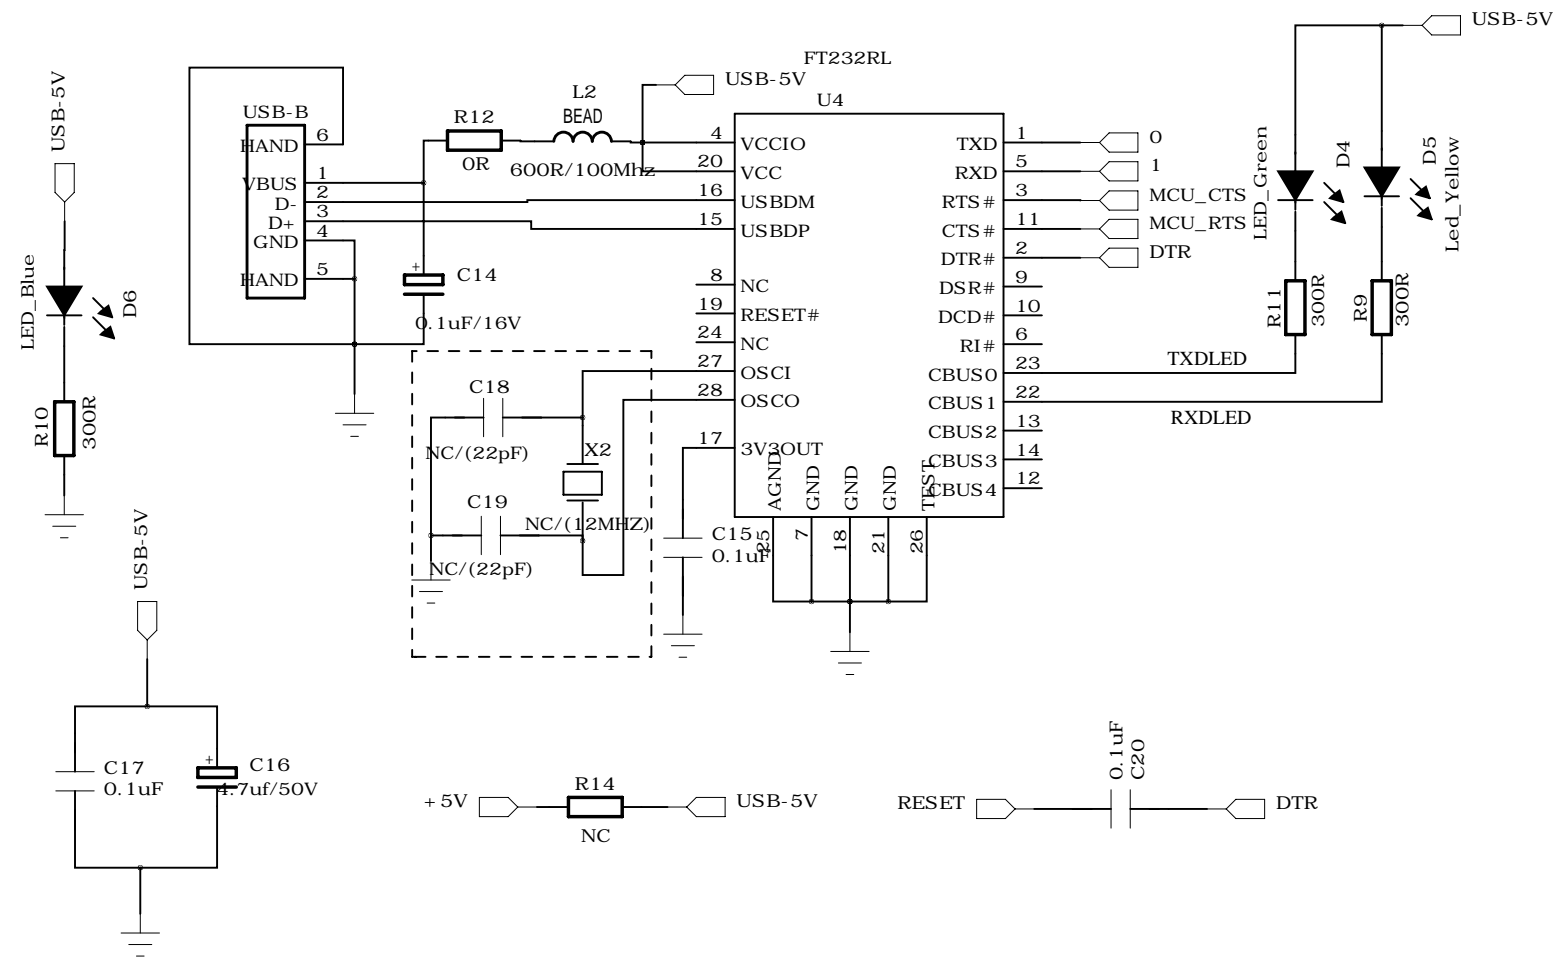 USB-5V
LED_Blue
D6
R10
300R
USB-B
HAND
6
VBUS
1
D-
2
D+
3
GND
4
HAND
5
R12
0R
L2
BEAD
600R/100Mhz
USB-5V
+
C14
0.1uF/16V
FT232RL
U4
4
VCCIO
20
VCC
16
USBDM
15
USBDP
8
NC
19
RESET#
24
NC
27
OSCI
28
OSCO
17
3V3OUT
TXD
1
0
RXD
5
1
RTS#
3
MCU_CTS
CTS#
11
MCU_RTS
DTR#
2
DTR
DSR#
9
DCD#
10
RI#
6
CBUS0
23
TXDLED
CBUS1
22
RXDLED
CBUS2
13
CBUS3
14
CBUS4
12
AGND
GND
GND
GND
TEST
25
7
18
21
26
USB-5V
LED_Green
D4
D5
Led_Yellow
R11
300R
R9
300R
C18
NC/(22pF)
X2
C19
NC/(12MHZ)
NC/(22pF)
C15
0.1uF
USB-5V
C17
0.1uF
+
C16
4.7uf/50V
+5V
R14
NC
USB-5V
RESET
0.1uF
C20
DTR